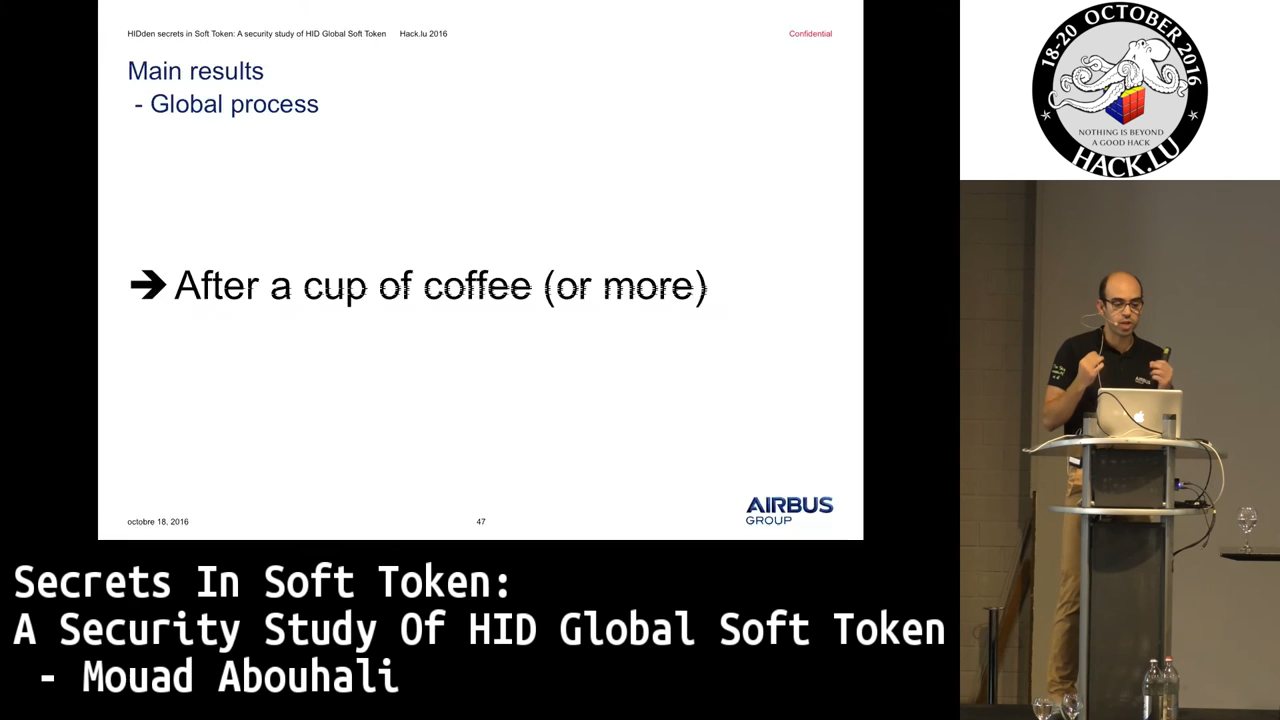 HIDden secrets in Soft Token: A security study of HID Global Soft Token Hack.lu 2016 Confidential
Main results
- Global process
➔ After a cup of coffee (or more)
octobre 18, 2016 47
AIRBUS
GROUP
18-20 OCTOBER 2016
NOTHING IS BEYOND
A GOOD HACK
HACK.LU
AIRBUS
Secrets In Soft Token:
A Security Study Of HID Global Soft Token
- Mouad Abouhali